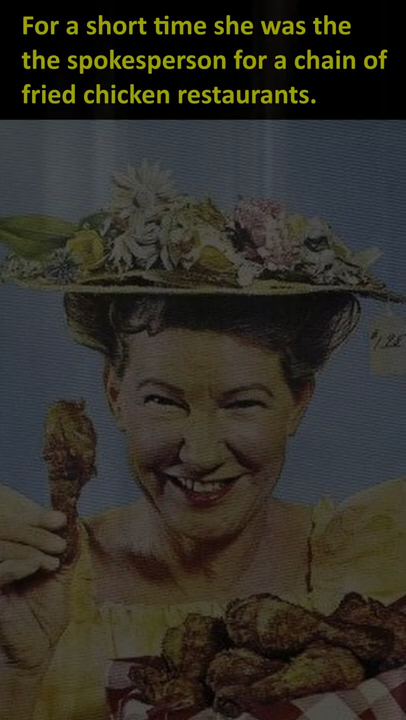 For a short time she was the
the spokesperson for a chain of
fried chicken restaurants.